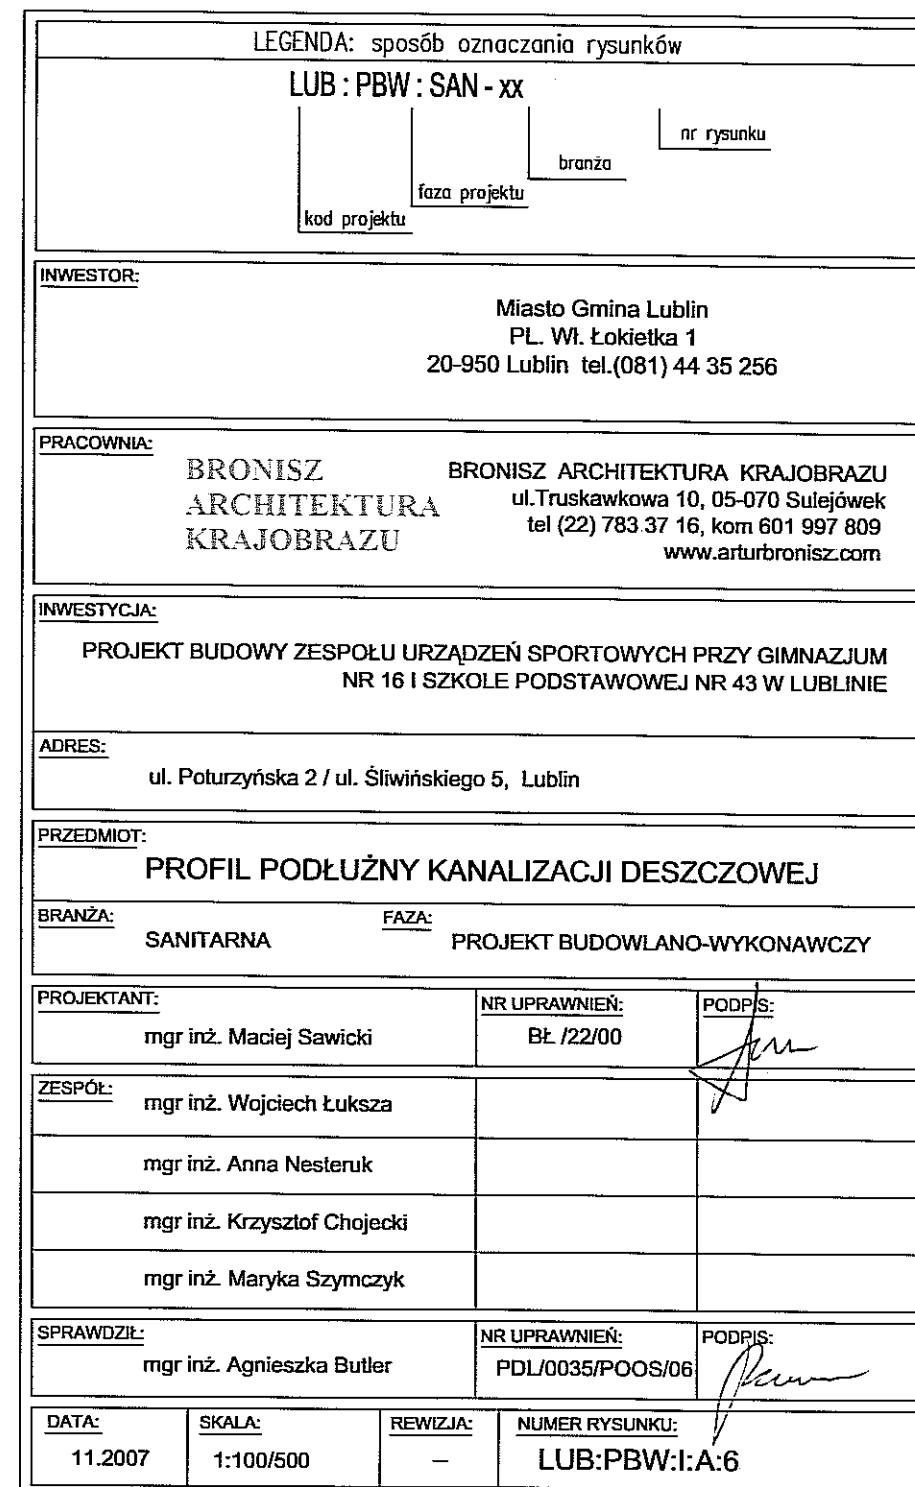 LEGENDA: sposób oznaczania rysunków
LUB : PBW : SAN - xx
nr rysunku
branża
faza projektu
kod projektu
INWESTOR:
Miasto Gmina Lublin
PL. Wł. Łokietka 1
20-950 Lublin tel.(081) 44 35 256
PRACOWNIA:
BRONISZ
ARCHITEKTURA
KRAJOBRAZU
BRONISZ ARCHITEKTURA KRAJOBRAZU
ul.Truskawkowa 10, 05-070 Sulejówek
tel (22) 783 37 16, kom 601 997 809
www.arturbronisz.com
INWESTYCJA:
PROJEKT BUDOWY ZESPOŁU URZĄDZEŃ SPORTOWYCH PRZY GIMNAZJUM
NR 16 I SZKOLE PODSTAWOWEJ NR 43 W LUBLINIE
ADRES:
ul. Poturzyńska 2 / ul. Śliwińskiego 5, Lublin
PRZEDMIOT:
PROFIL PODŁUŻNY KANALIZACJI DESZCZOWEJ
BRANŻA: FAZA:
SANITARNA PROJEKT BUDOWLANO-WYKONAWCZY
PROJEKTANT: NR UPRAWNIEŃ: PODPIS:
mgr inż. Maciej Sawicki BŁ /22/00
ZESPÓŁ: mgr inż. Wojciech Łuksza
mgr inż. Anna Nesteruk
mgr inż. Krzysztof Chojecki
mgr inż. Maryka Szymczyk
SPRAWDZIŁ: NR UPRAWNIEŃ: PODPIS:
mgr inż. Agnieszka Butler PDL/0035/POOS/06
DATA: SKALA: REWIZJA: NUMER RYSUNKU:
11.2007 1:100/500 – LUB:PBW:I:A:6